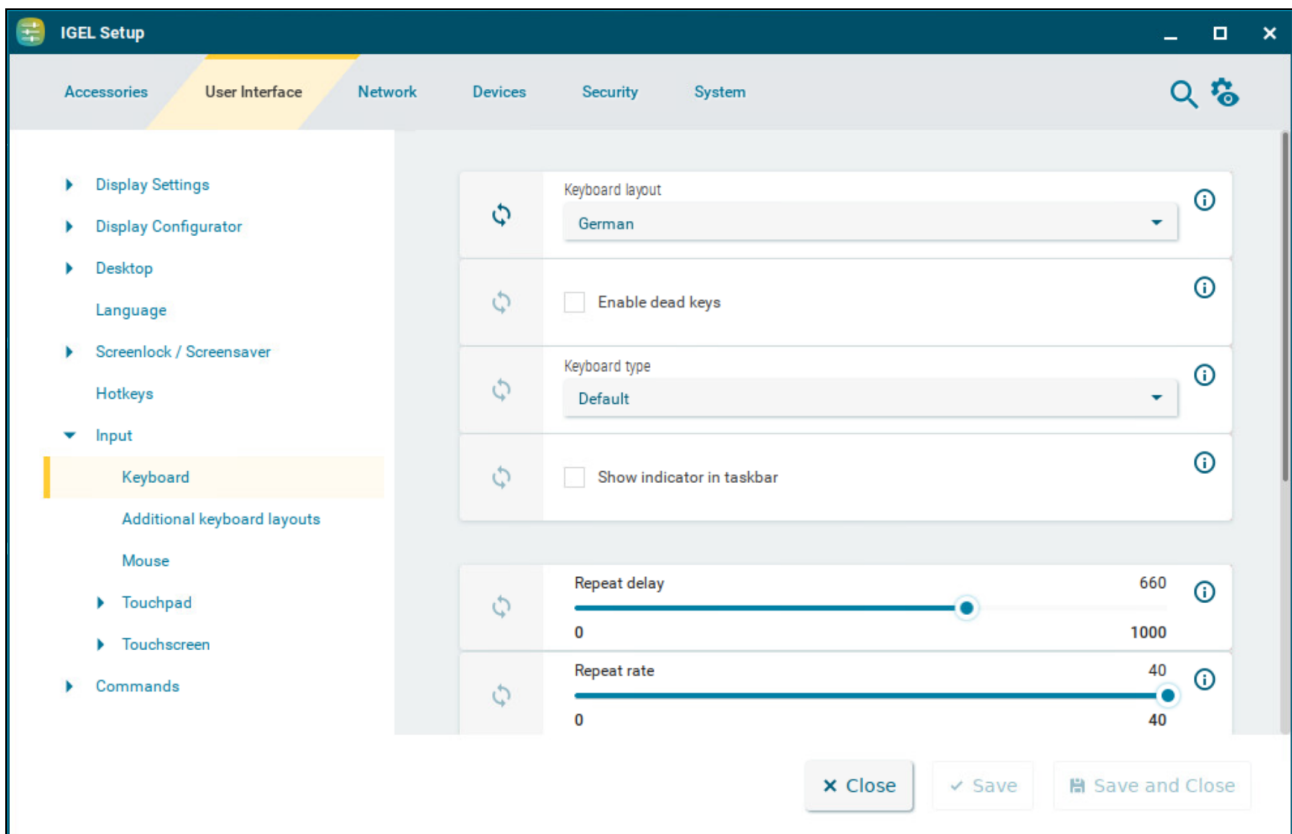 IGEL Setup
Accessories User Interface Network Devices Security System
Display Settings
Display Configurator
Desktop
Language
Screenlock / Screensaver
Hotkeys
Input
Keyboard
Additional keyboard layouts
Mouse
Touchpad
Touchscreen
Commands
Keyboard layout
German
Enable dead keys
Keyboard type
Default
Show indicator in taskbar
Repeat delay 660
0 1000
Repeat rate 40
0 40
Close Save Save and Close